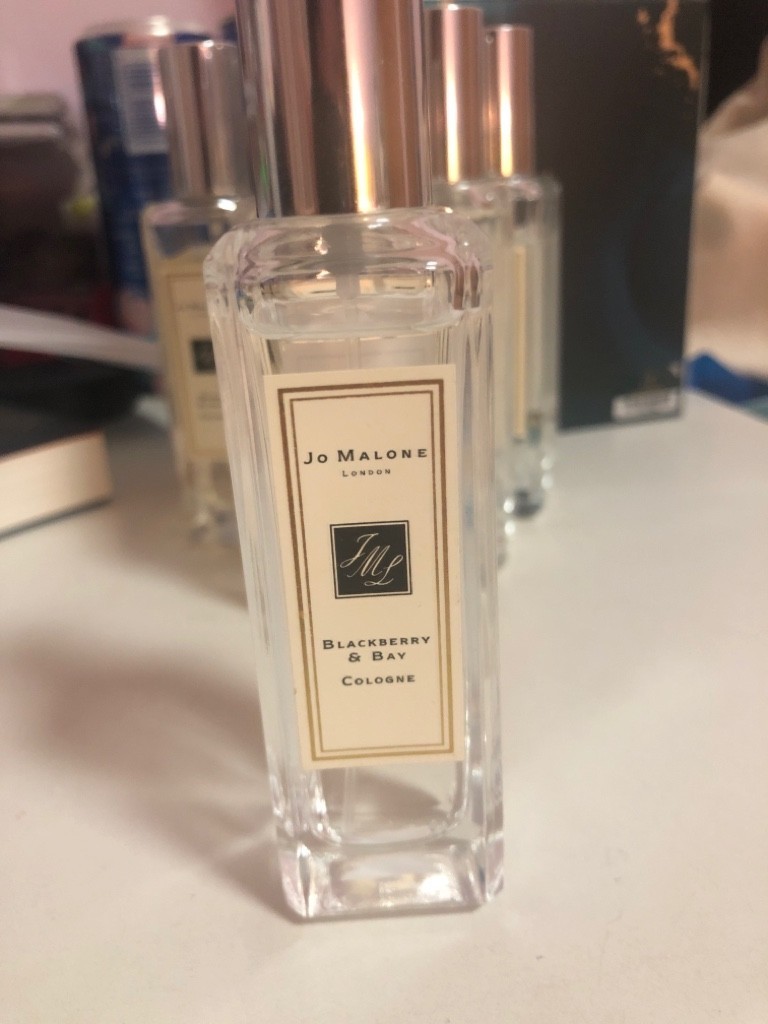 Jo Malone
London
JML
Blackberry
& Bay
Cologne